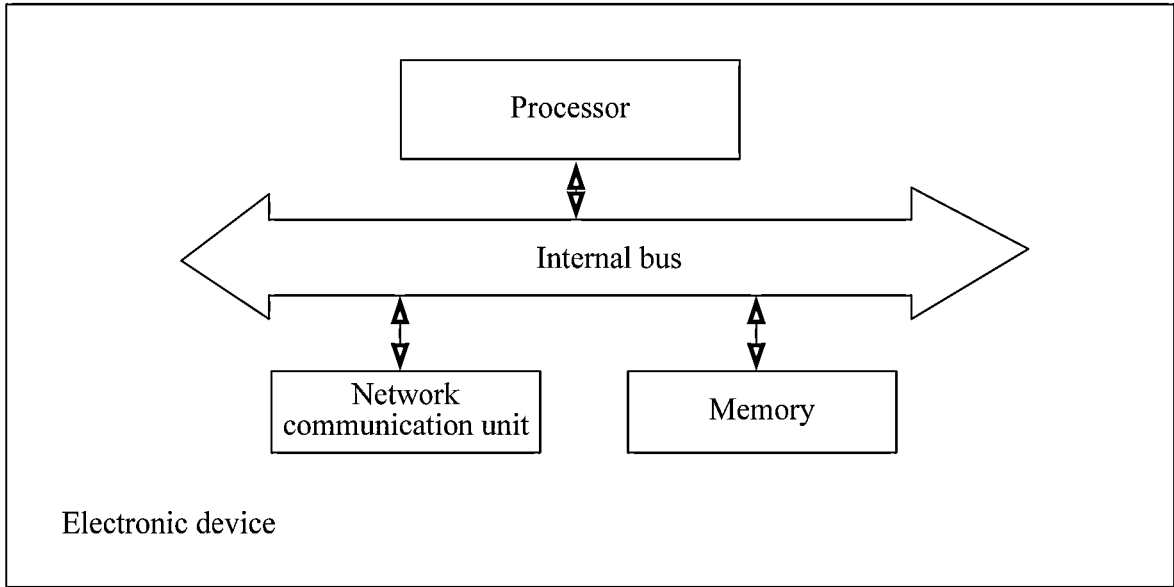 Processor
Internal bus
Network
communication unit
Memory
Electronic device